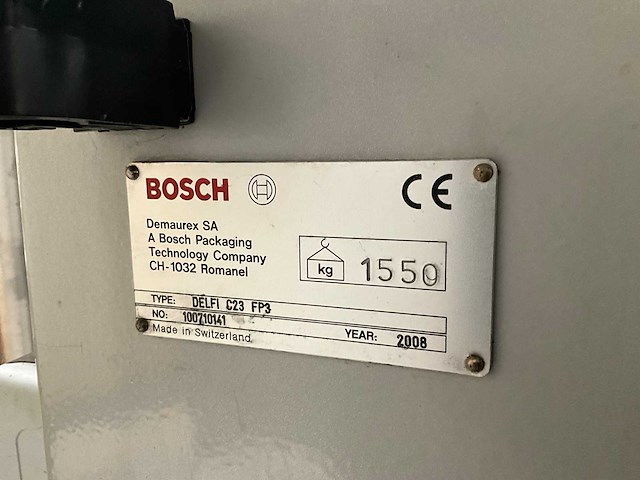 BOSCH
CE
Demaurex SA
A Bosch Packaging
Technology Company
CH-1032 Romanel
kg 1550
TYPE: DELFI C23 FP3
NO: 100710141
Made in Switzerland
YEAR: 2008